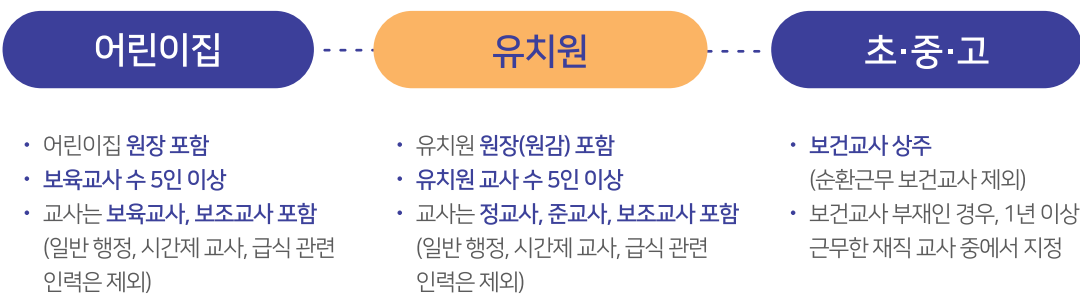 어린이집
유치원
초·중·고
• 어린이집 원장 포함
• 보육교사 수 5인 이상
• 교사는 보육교사, 보조교사 포함
(일반 행정, 시간제 교사, 급식 관련
인력은 제외)
• 유치원 원장(원감) 포함
• 유치원 교사 수 5인 이상
• 교사는 정교사, 준교사, 보조교사 포함
(일반 행정, 시간제 교사, 급식 관련
인력은 제외)
• 보건교사 상주
(순환근무 보건교사 제외)
• 보건교사 부재인 경우, 1년 이상
근무한 재직 교사 중에서 지정